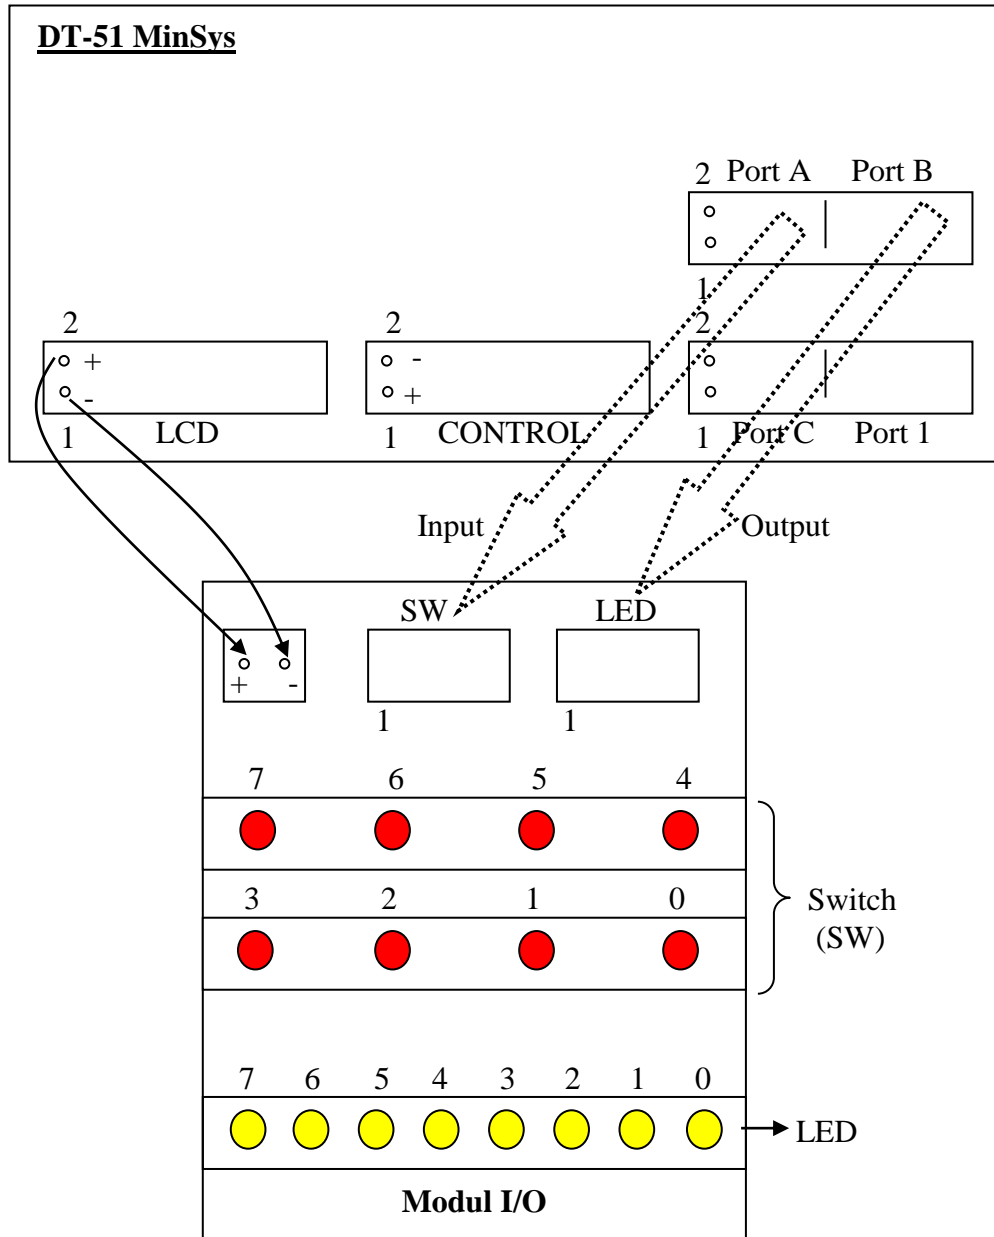 DT-51 MinSys
2 Port A Port B
1
2 2 2
+ -
- +
1 LCD 1 CONTROL 1 Port C Port 1
Input Output
SW LED
+ -
1 1
7 6 5 4
3 2 1 0
Switch
(SW)
7 6 5 4 3 2 1 0
LED
Modul I/O